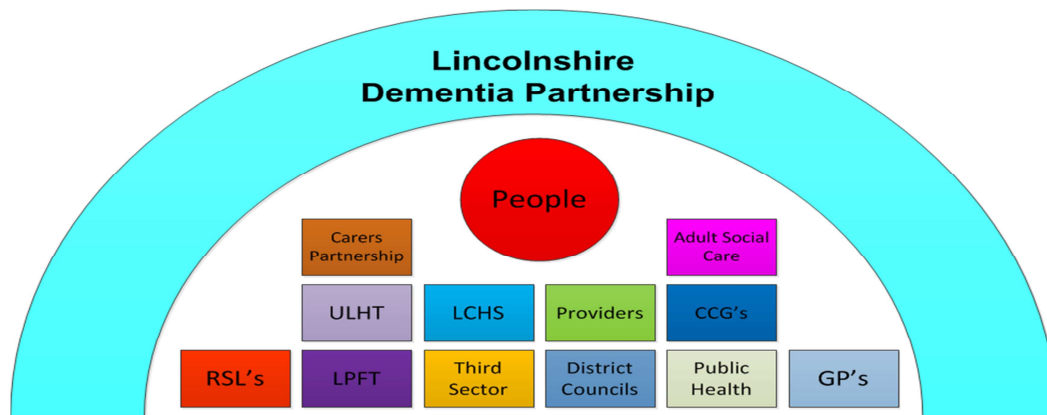 Lincolnshire
Dementia Partnership
People
Carers
Partnership
Adult Social
Care
ULHT
LCHS
Providers
CCG's
RSL's
LPFT
Third
Sector
District
Councils
Public
Health
GP's